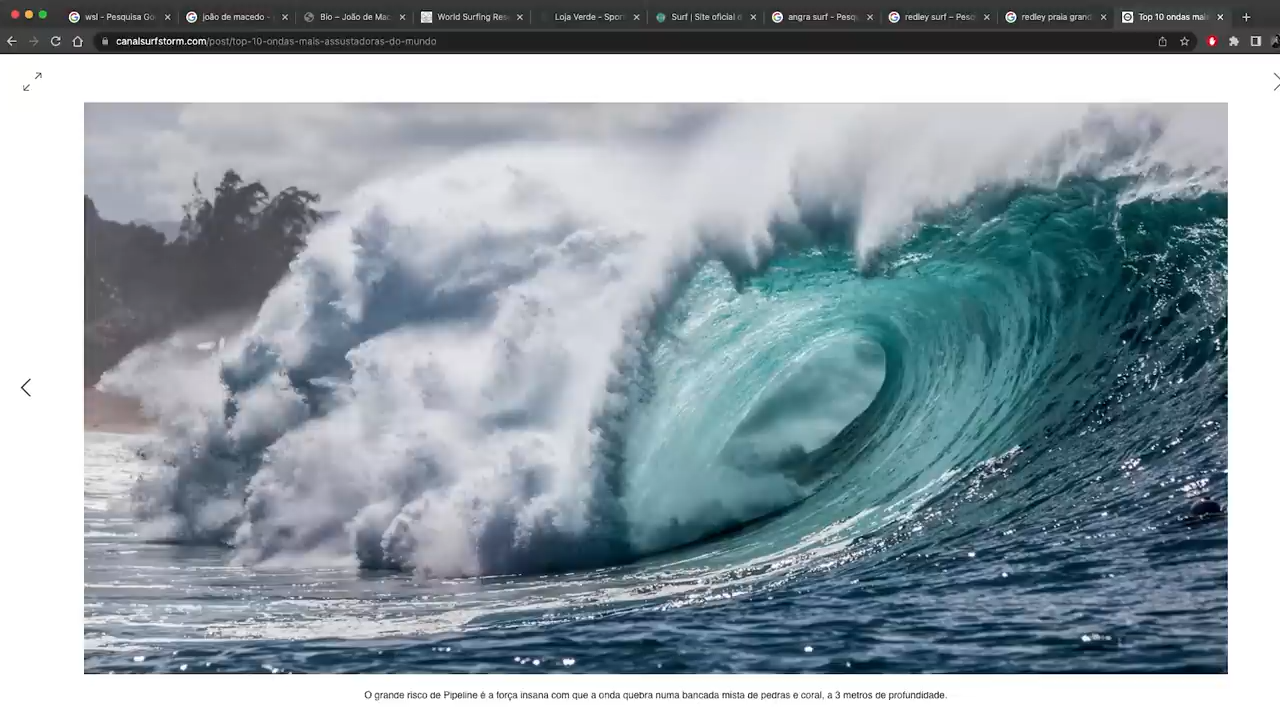 wsl - Pesquisa Go
joão de macedo -
Bio – João de Mac
World Surfing Res
Loja Verde - Spor
Surf | Site oficial d
angra surf - Pesq
redley surf – Pesq
redley praia grand
Top 10 ondas mai
canalsurfstorm.com/post/top-10-ondas-mais-assustadoras-do-mundo
O grande risco de Pipeline é a força insana com que a onda quebra numa bancada mista de pedras e coral, a 3 metros de profundidade.